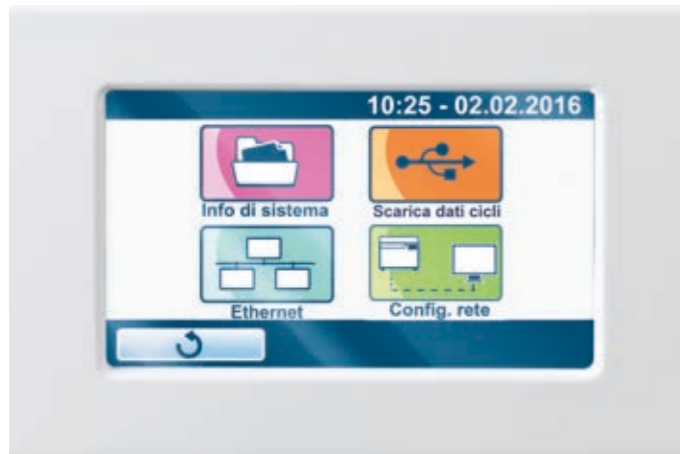 10:25 - 02.02.2016
Info di sistema
Scarica dati cicli
Ethernet
Config. rete